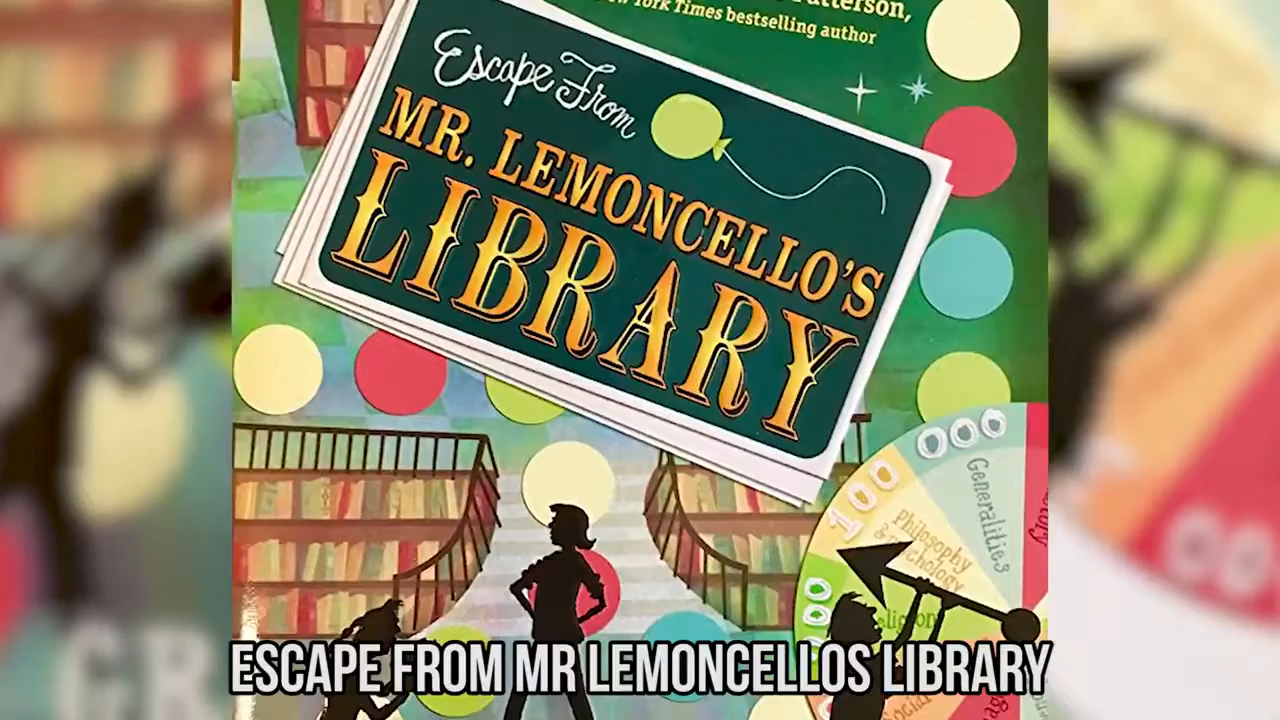 New York Times bestselling author
Escape From
MR. LEMONCELLO'S
LIBRARY
000
Generalities
100
Philosophy
& Psychology
ESCAPE FROM MR LEMONCELLOS LIBRARY